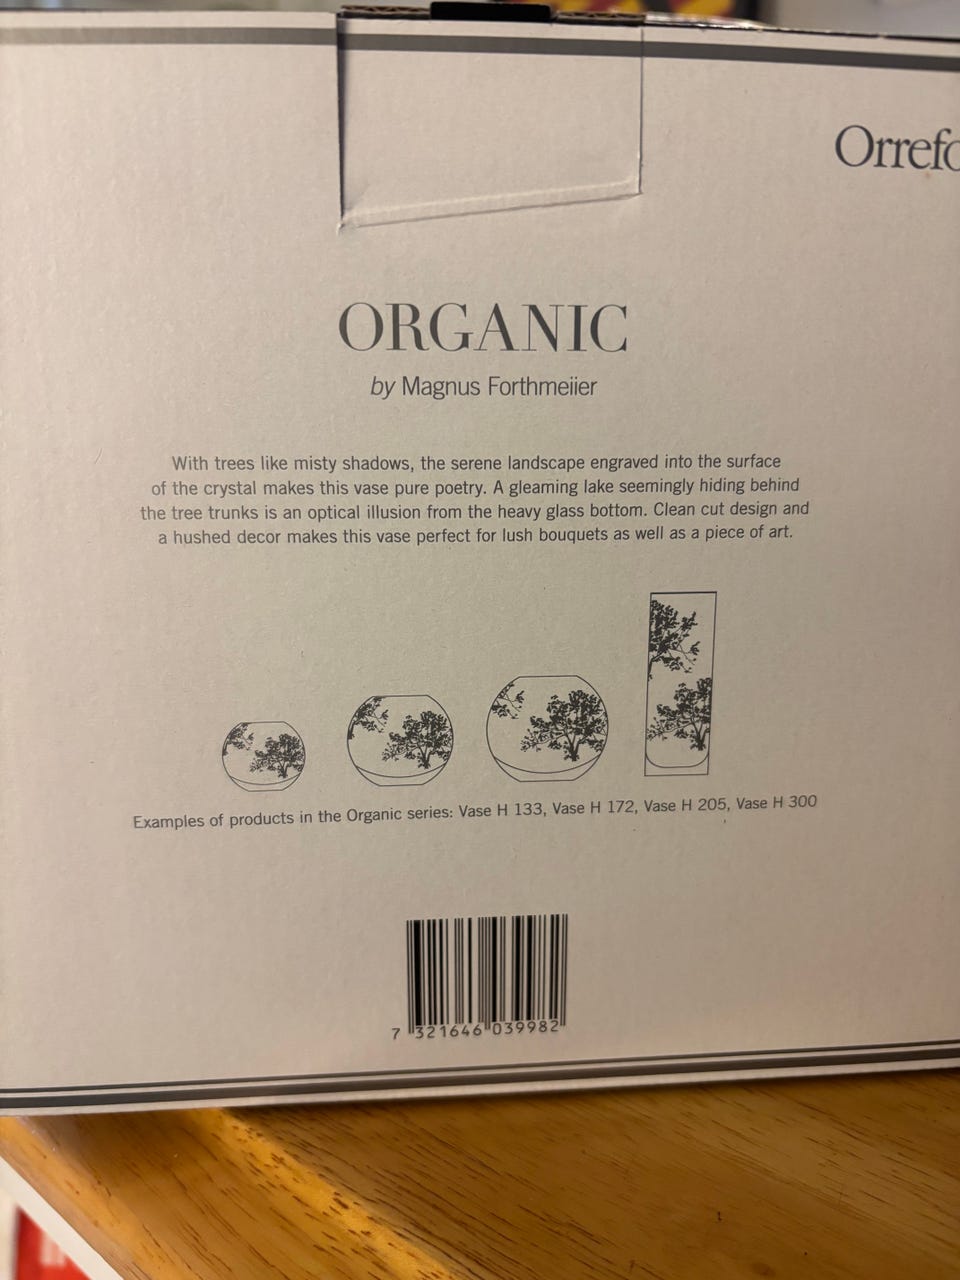 Orrefo
ORGANIC
by Magnus Forthmeiier
With trees like misty shadows, the serene landscape engraved into the surface
of the crystal makes this vase pure poetry. A gleaming lake seemingly hiding behind
the tree trunks is an optical illusion from the heavy glass bottom. Clean cut design and
a hushed decor makes this vase perfect for lush bouquets as well as a piece of art.
Examples of products in the Organic series: Vase H 133, Vase H 172, Vase H 205, Vase H 300
7 321646 039982